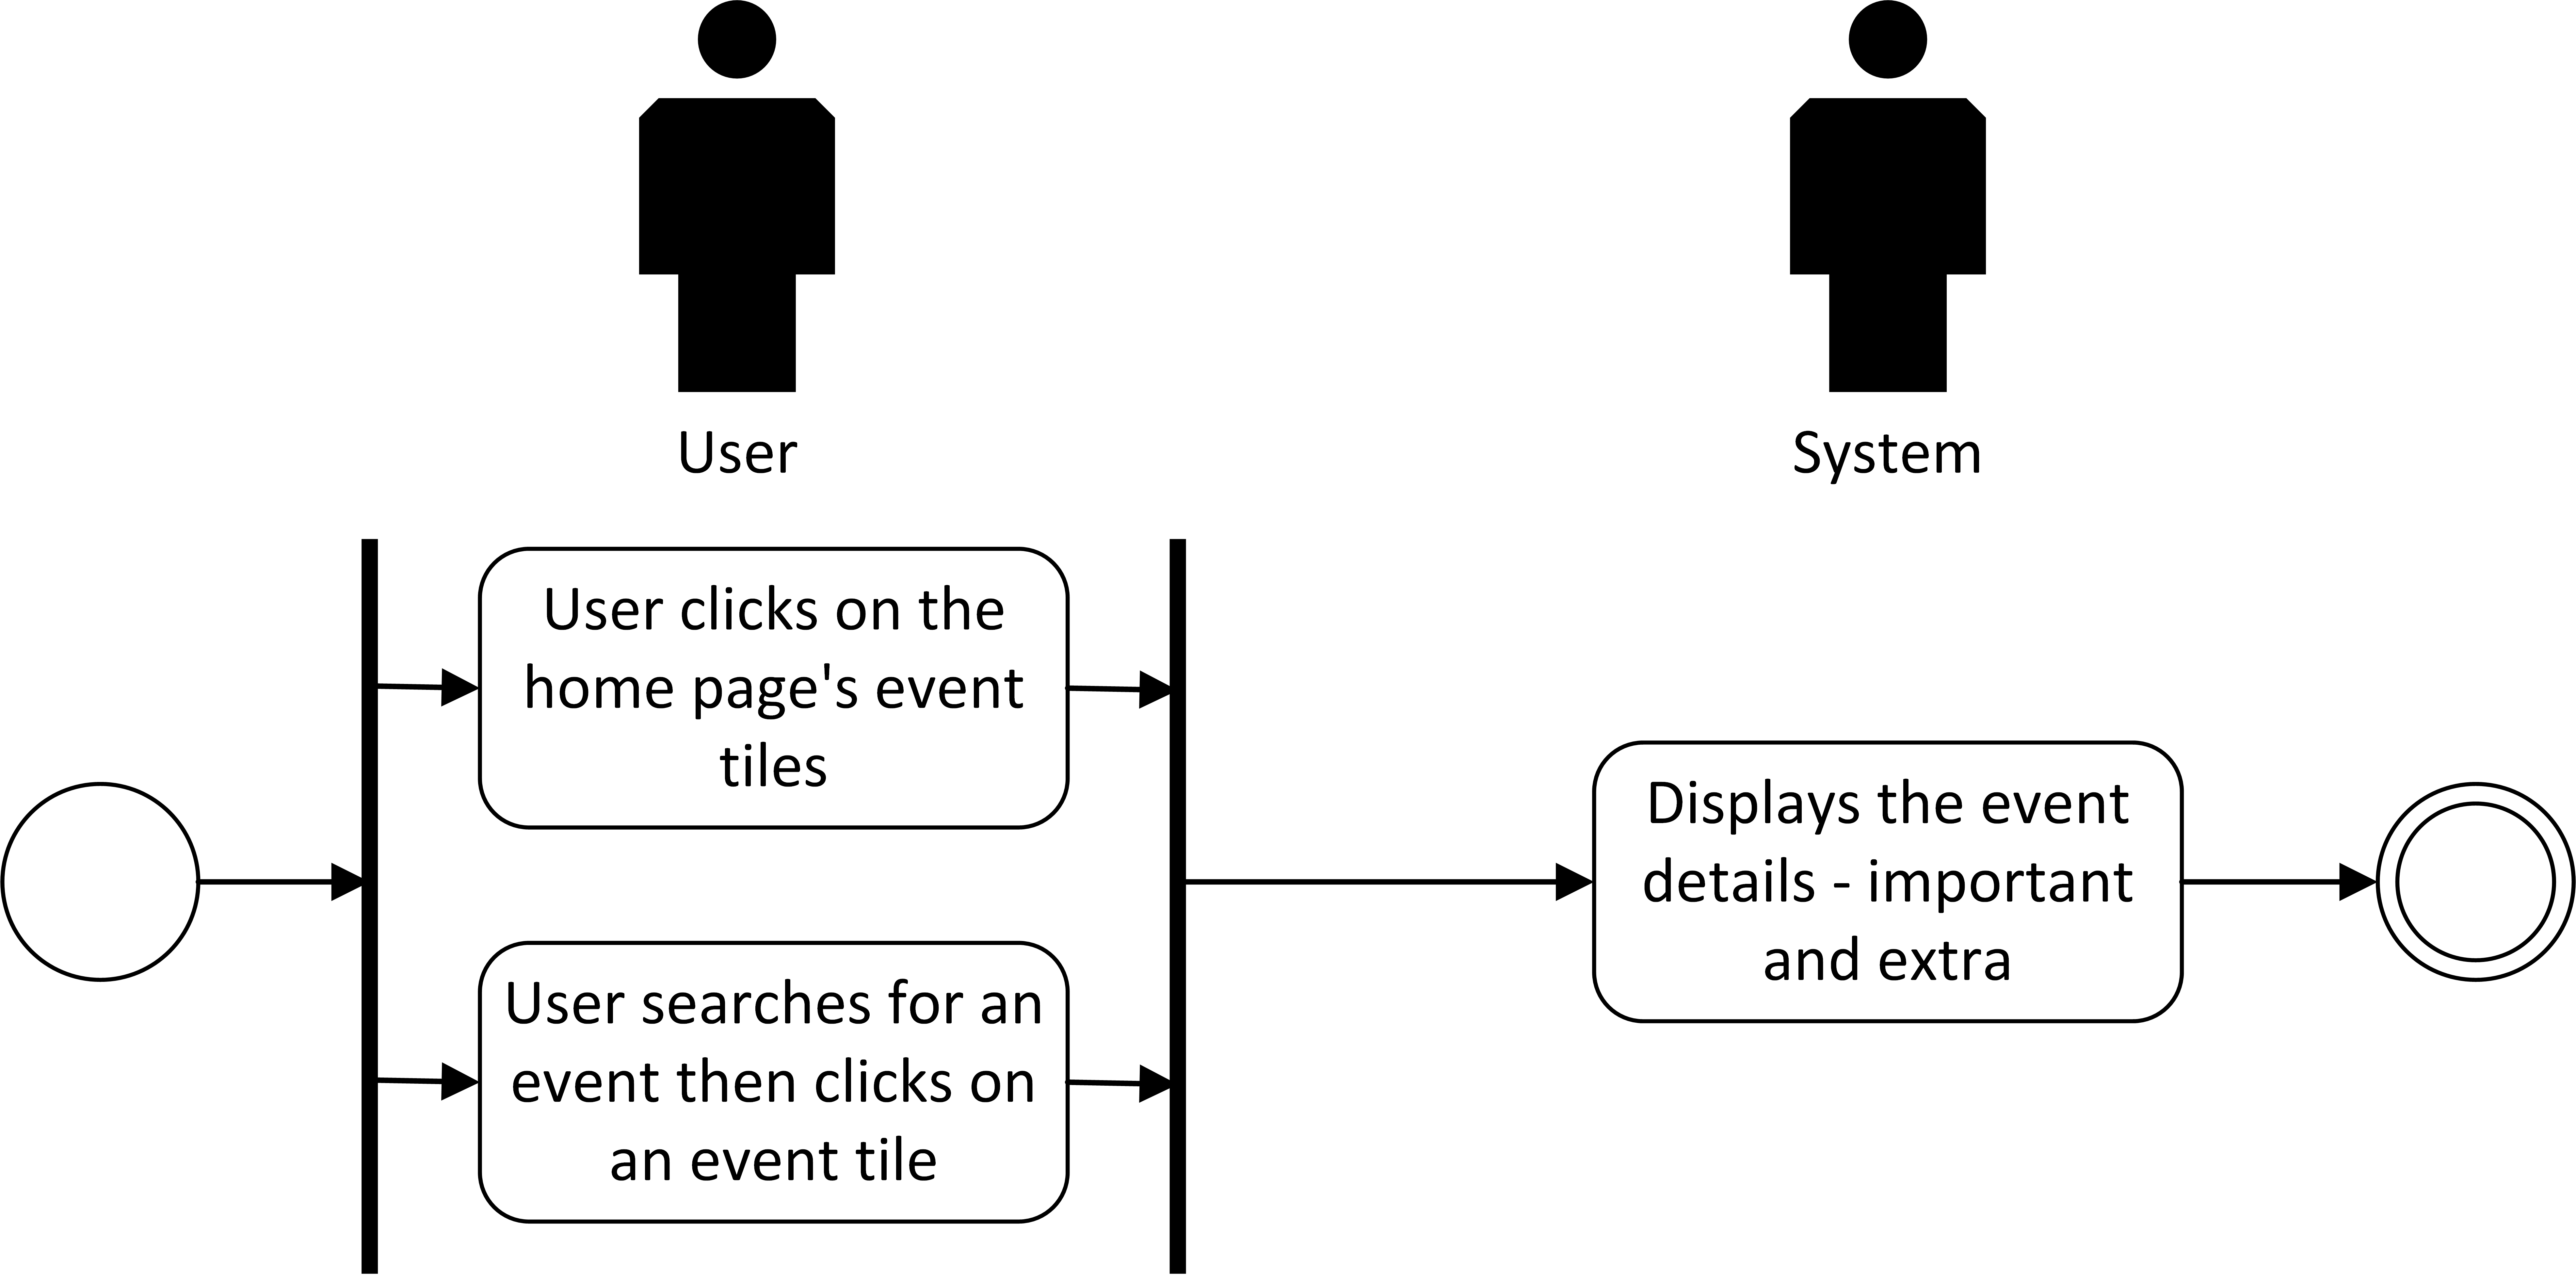 User
System
User clicks on the
home page's event
tiles
User searches for an
event then clicks on
an event tile
Displays the event
details - important
and extra